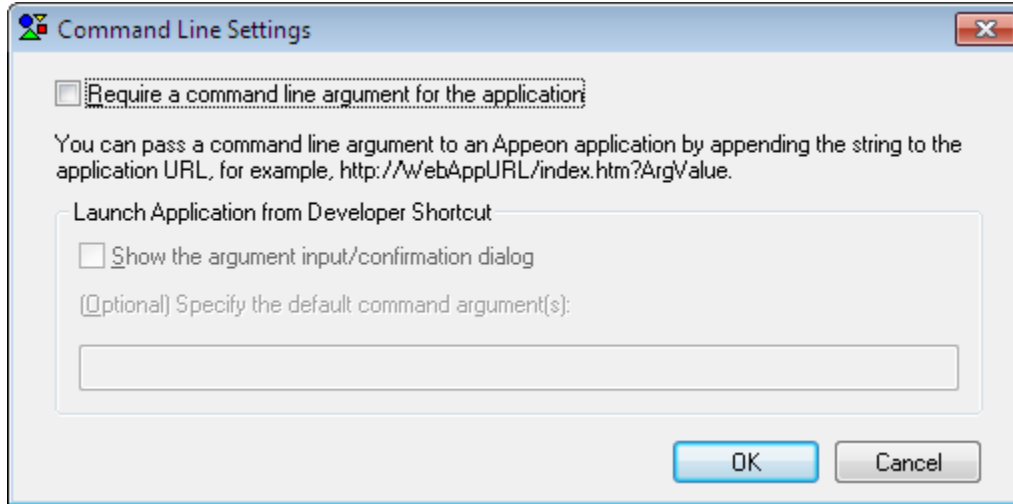 Command Line Settings
Require a command line argument for the application
You can pass a command line argument to an Appeon application by appending the string to the
application URL, for example, http://WebAppURL/index.htm?ArgValue.
Launch Application from Developer Shortcut
Show the argument input/confirmation dialog
(Optional) Specify the default command argument(s):
OK
Cancel